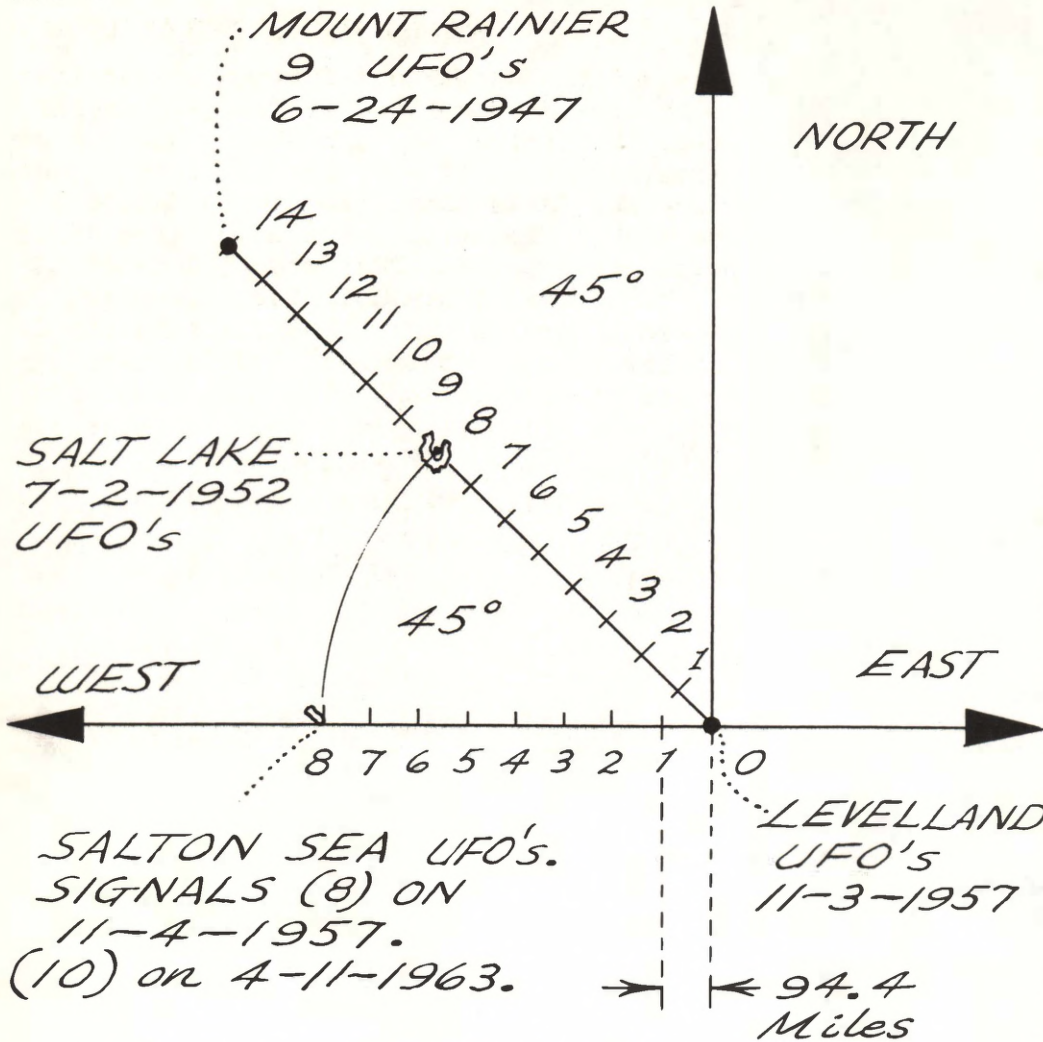 MOUNT RAINIER
9 UFO's
6-24-1947
NORTH
14
13
12
11
10
9
8
7
6
5
4
3
2
1
45°
SALT LAKE
7-2-1952
UFO's
45°
WEST
EAST
8 7 6 5 4 3 2 1 0
LEVELLAND
UFO's
11-3-1957
SALTON SEA UFO's.
SIGNALS (8) ON
11-4-1957.
(10) on 4-11-1963.
94.4
Miles